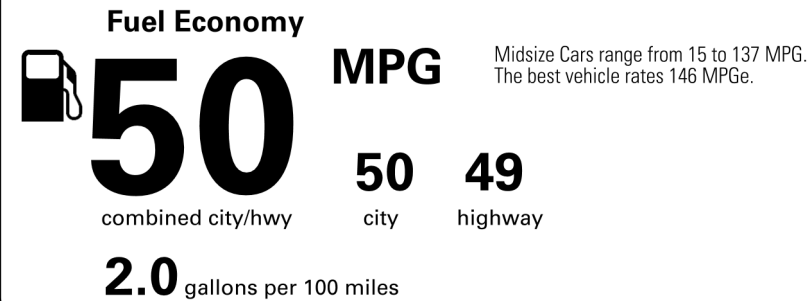 Fuel Economy
50 MPG
Midsize Cars range from 15 to 137 MPG.
The best vehicle rates 146 MPGe.
combined city/hwy
50
city
49
highway
2.0 gallons per 100 miles